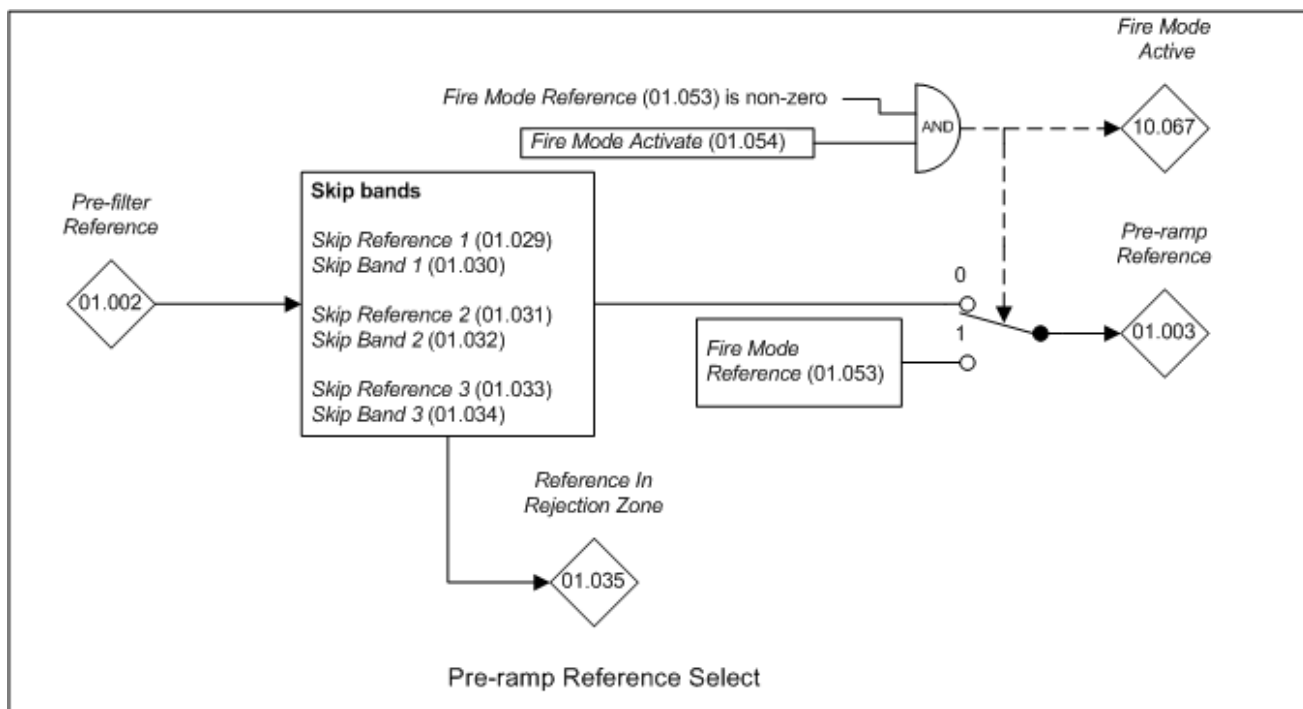 Fire Mode
Active
Fire Mode Reference (01.053) is non-zero
AND
10.067
Fire Mode Activate (01.054)
Pre-filter
Reference
01.002
Skip bands
Skip Reference 1 (01.029)
Skip Band 1 (01.030)
Skip Reference 2 (01.031)
Skip Band 2 (01.032)
Skip Reference 3 (01.033)
Skip Band 3 (01.034)
0
1
Fire Mode
Reference (01.053)
Pre-ramp
Reference
01.003
Reference In
Rejection Zone
01.035
Pre-ramp Reference Select